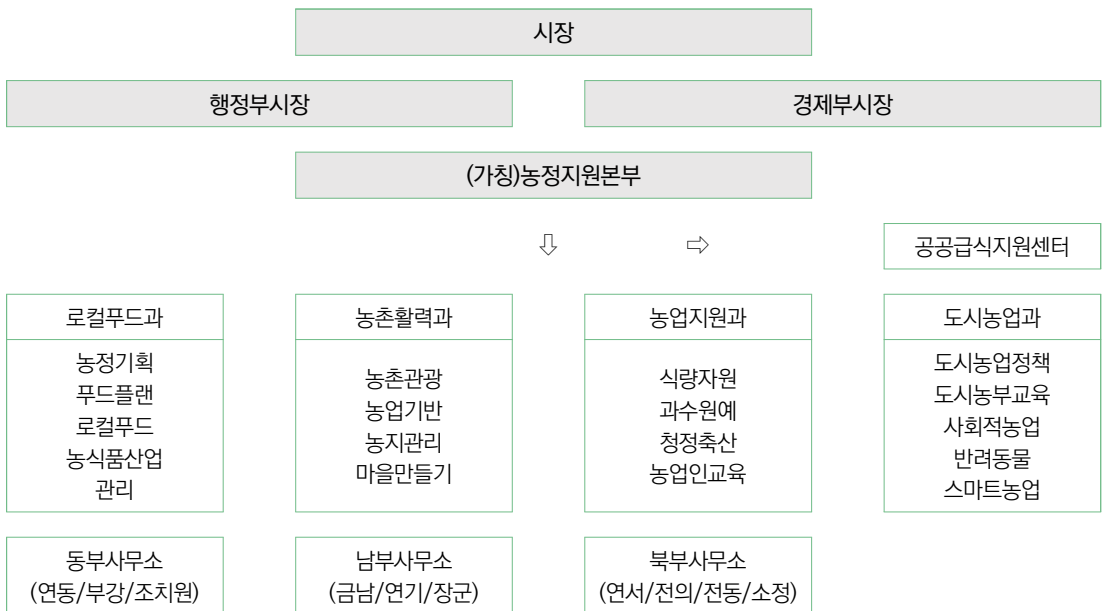 시장
행정부시장
경제부시장
(가칭)농정지원본부
⇩ ⇨
공공급식지원센터
로컬푸드과
농정기획
푸드플랜
로컬푸드
농식품산업
관리
농촌활력과
농촌관광
농업기반
농지관리
마을만들기
농업지원과
식량자원
과수원예
청정축산
농업인교육
도시농업과
도시농업정책
도시농부교육
사회적농업
반려동물
스마트농업
동부사무소
(연동/부강/조치원)
남부사무소
(금남/연기/장군)
북부사무소
(연서/전의/전동/소정)